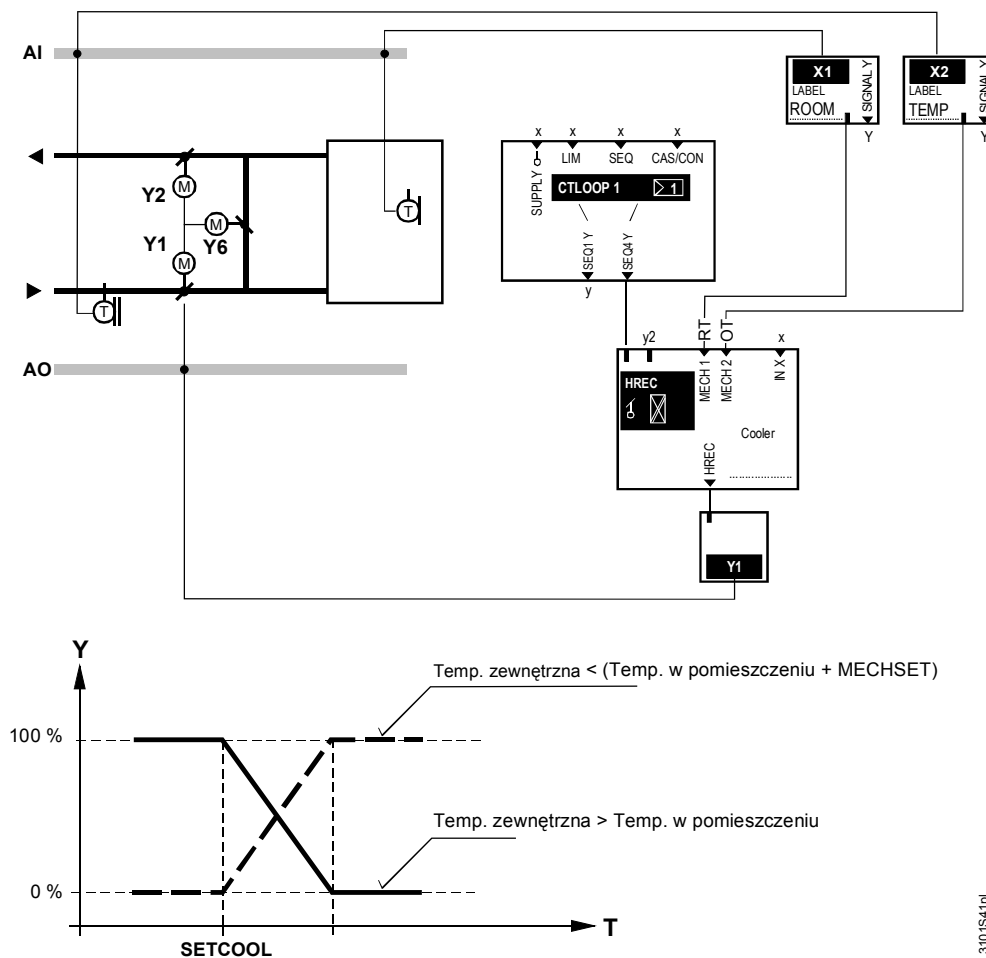 AI
X1
LABEL
ROOM
SIGNAL Y
Y
X2
LABEL
TEMP
SIGNAL Y
Y
x x x x
SUPPLY LIM SEQ CAS/CON
CTLOOP 1 1
SEQ1 Y SEQ4 Y
y
M
Y2
M
Y6
Y1
M
T
T
AO
y2 RT OT x
HREC MECH 1 MECH 2 IN X
Cooler
HREC
Y1
Y
Temp. zewnętrzna < (Temp. w pomieszczeniu + MECHSET)
100 %
Temp. zewnętrzna > Temp. w pomieszczeniu
0 %
T
SETCOOL
3101S41pl